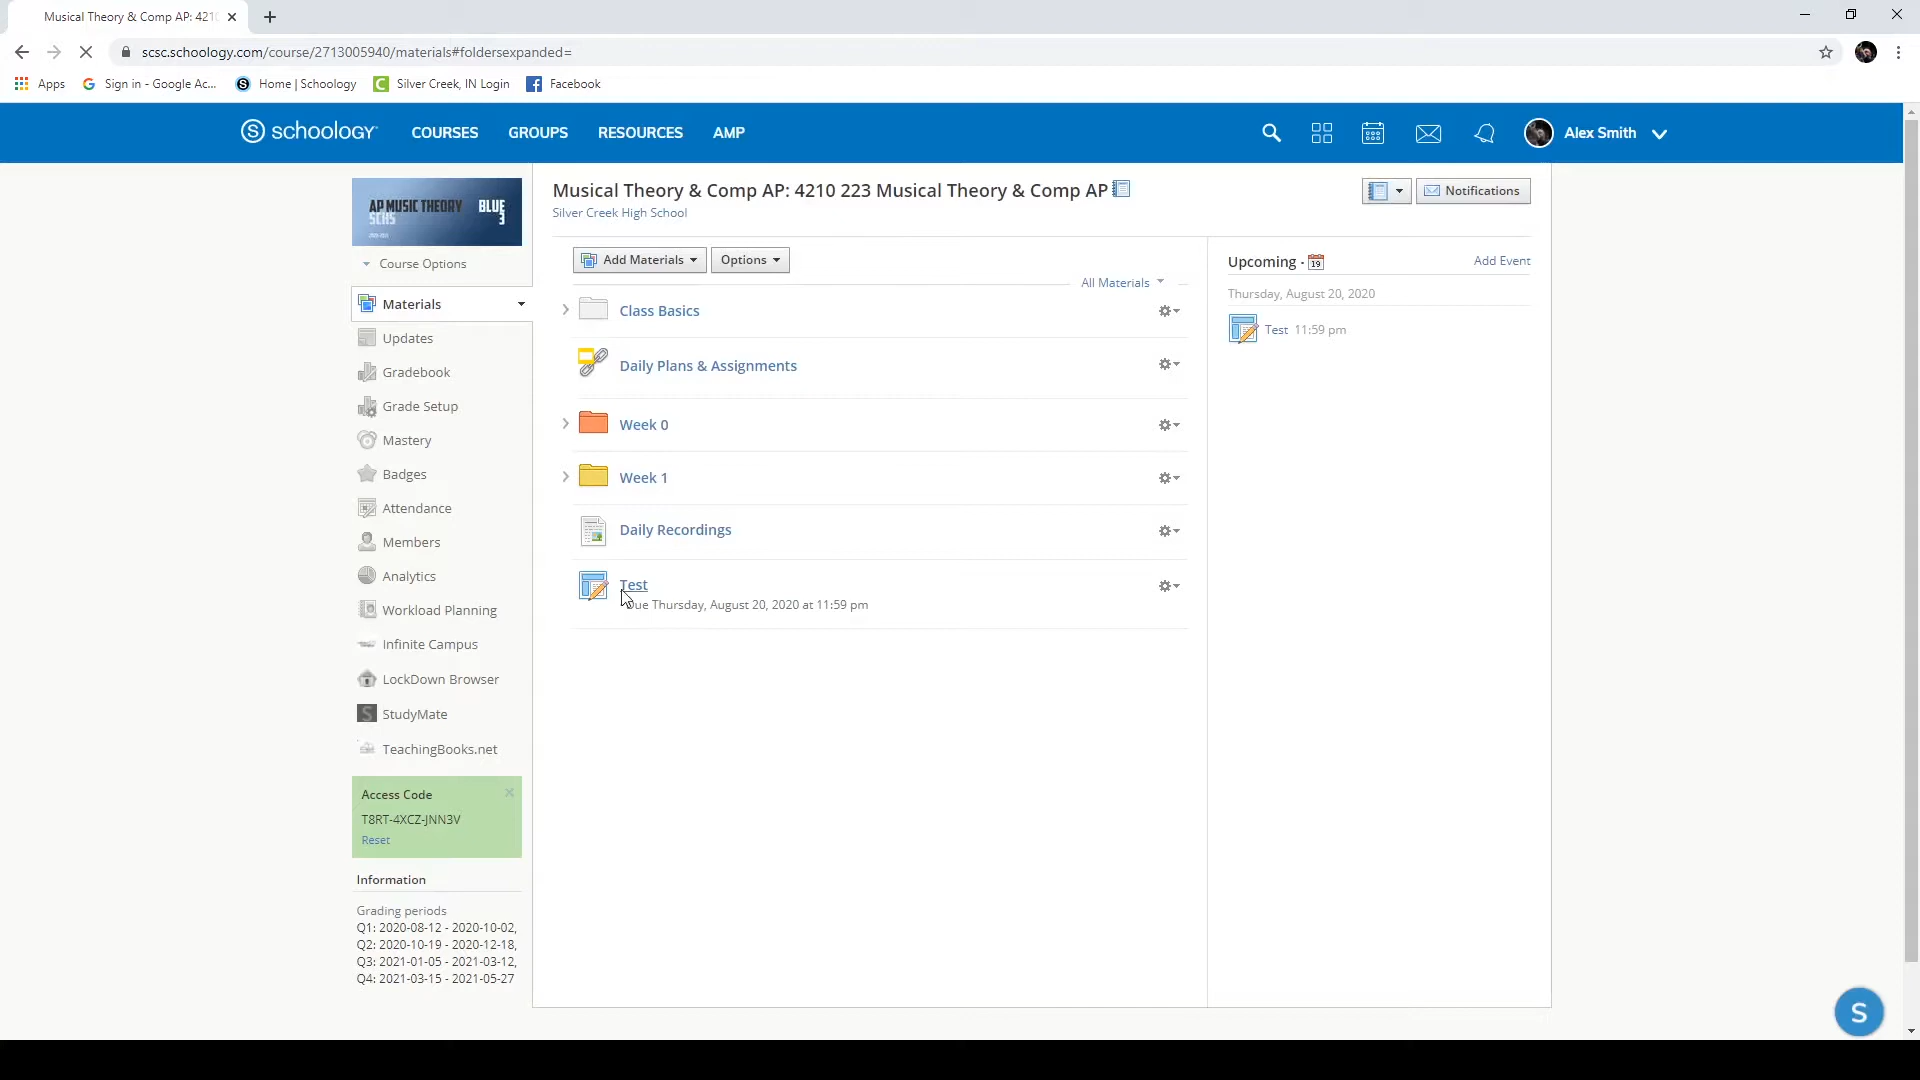 Musical Theory & Comp AP: 421
scsc.schoology.com/course/2713005940/materials#foldersexpanded=
Apps
Sign in - Google Ac...
Home | Schoology
Silver Creek, IN Login
Facebook
schoology
COURSES
GROUPS
RESOURCES
AMP
Alex Smith
AP MUSIC THEORY BLUE
SCHS 3
Course Options
Materials
Updates
Gradebook
Grade Setup
Mastery
Badges
Attendance
Members
Analytics
Workload Planning
Infinite Campus
LockDown Browser
StudyMate
TeachingBooks.net
Access Code
T8RT-4XCZ-JNN3V
Reset
Information
Grading periods
Q1: 2020-08-12 - 2020-10-02,
Q2: 2020-10-19 - 2020-12-18,
Q3: 2021-01-05 - 2021-03-12,
Q4: 2021-03-15 - 2021-05-27
Musical Theory & Comp AP: 4210 223 Musical Theory & Comp AP
Silver Creek High School
Notifications
Add Materials
Options
All Materials
Class Basics
Daily Plans & Assignments
Week 0
Week 1
Daily Recordings
Test
Due Thursday, August 20, 2020 at 11:59 pm
Upcoming · 19
Add Event
Thursday, August 20, 2020
Test 11:59 pm
S